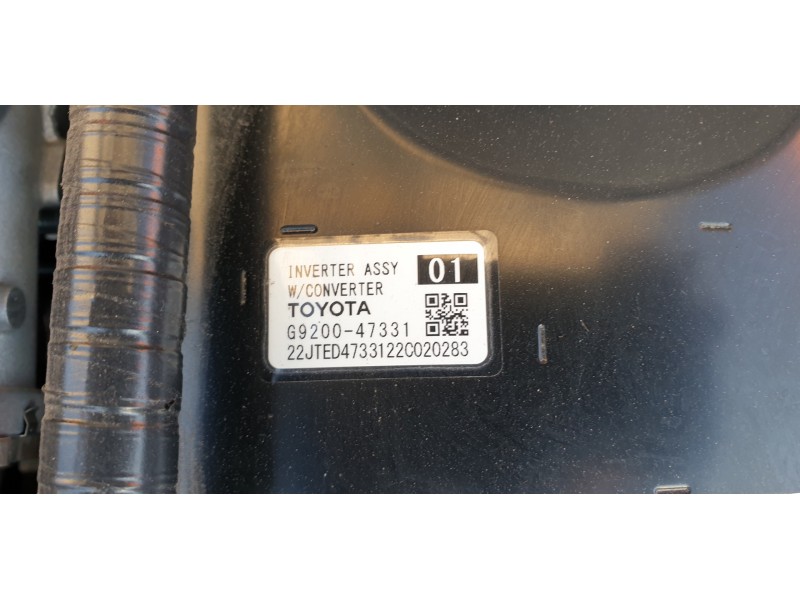 INVERTER ASSY 01
W/CONVERTER
TOYOTA
G9200-47331
22JTED4733122C020283